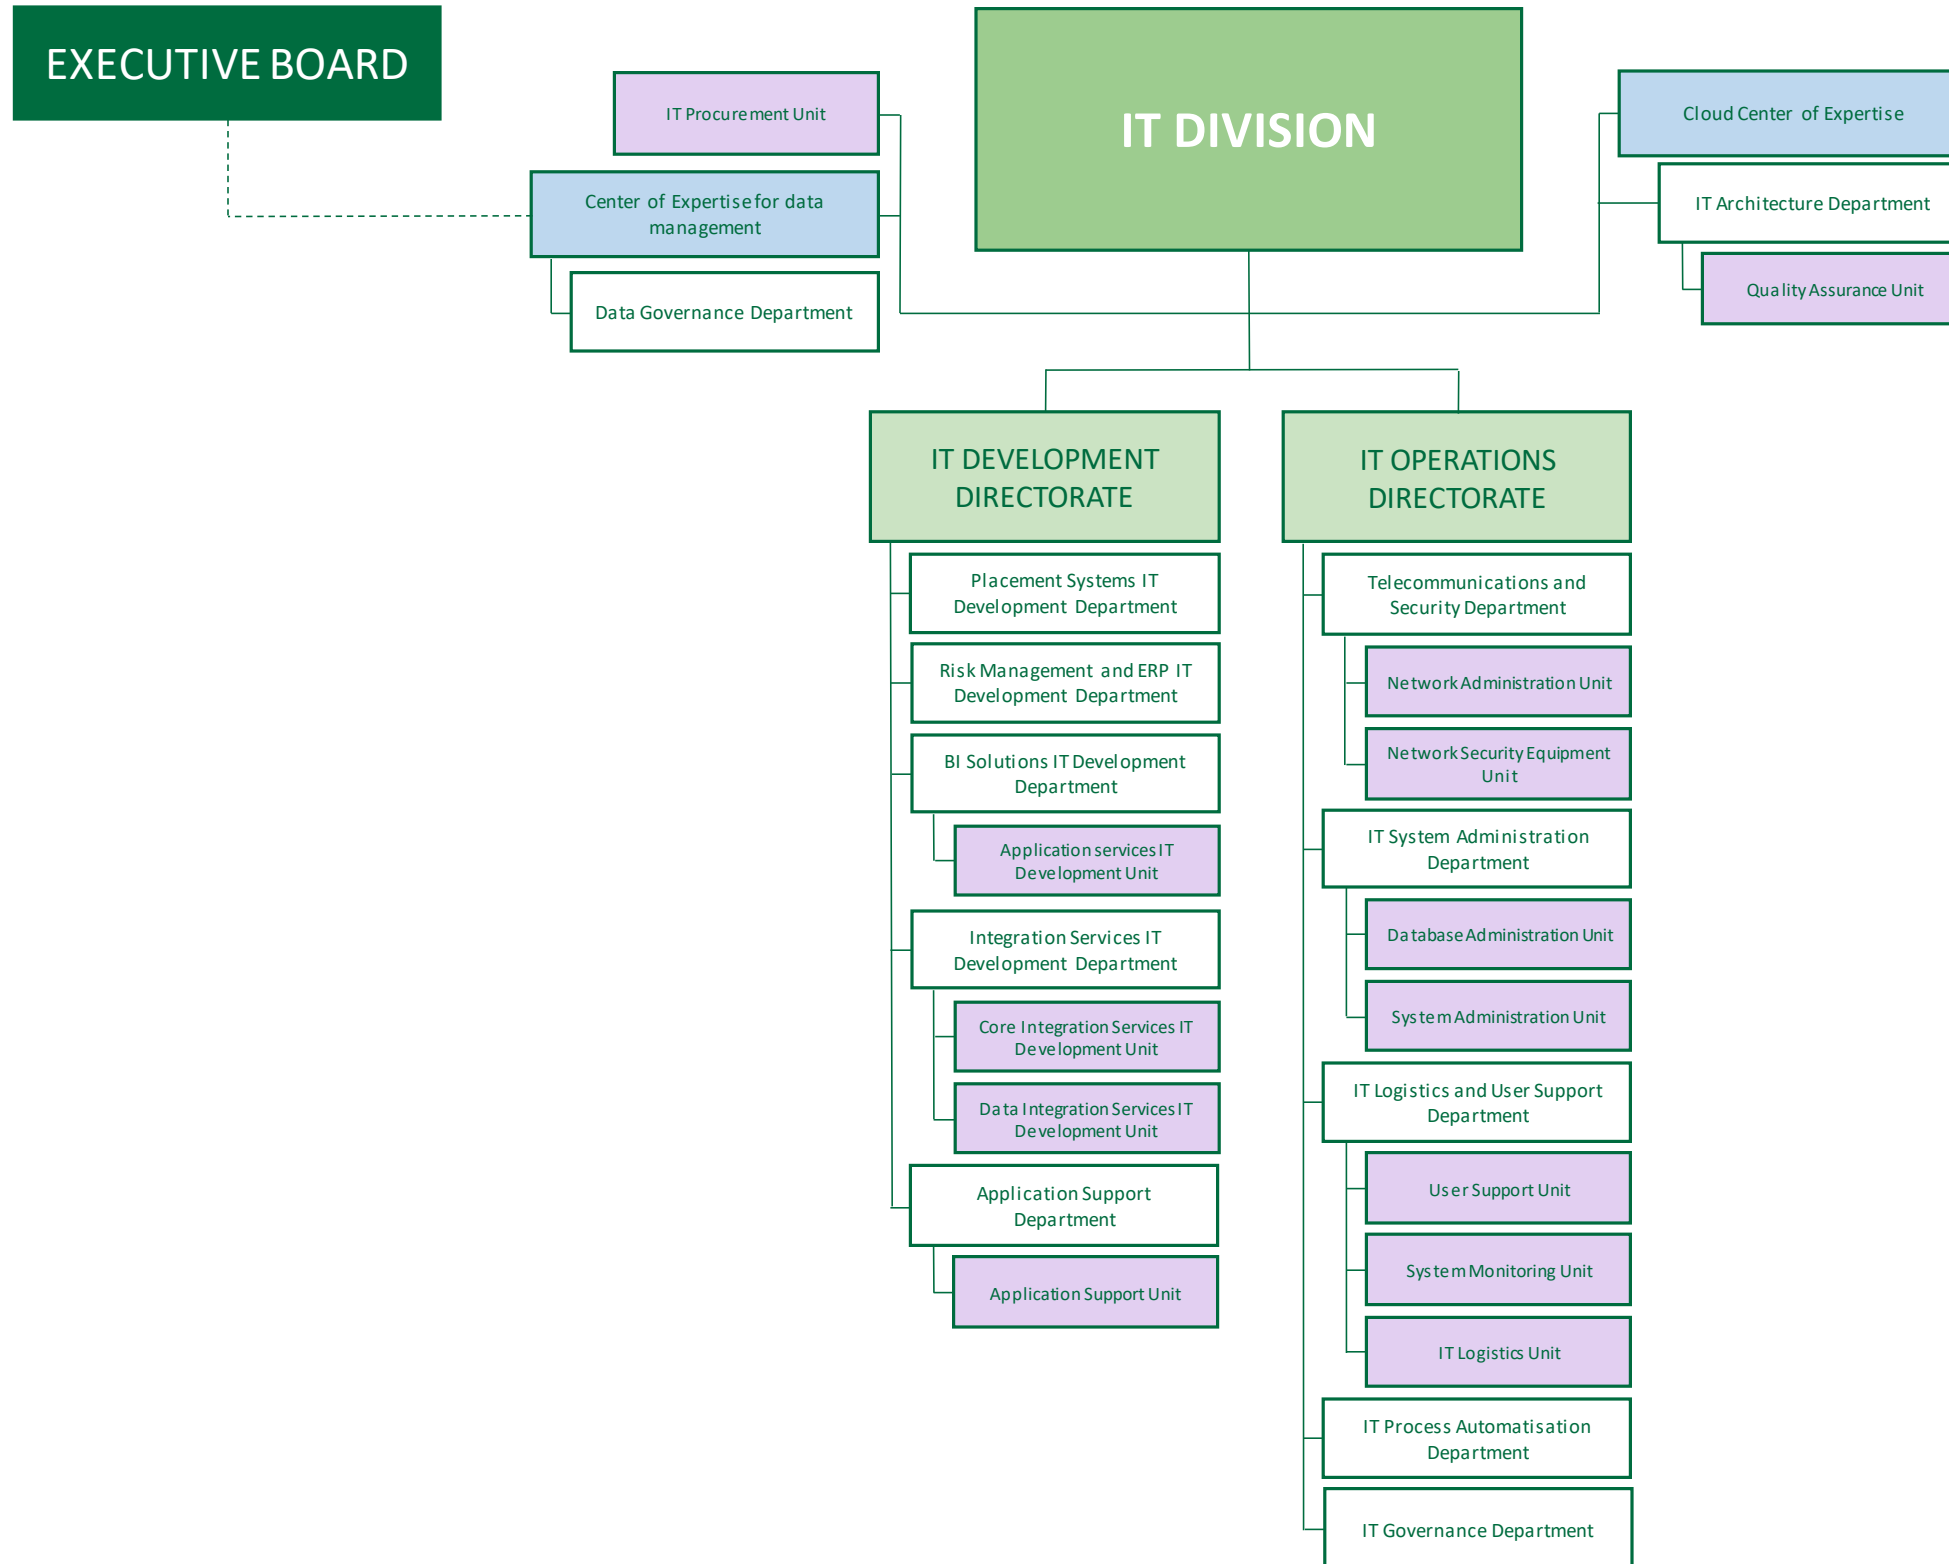 EXECUTIVE BOARD
IT DIVISION
IT Procurement Unit
Center of Expertise for data
management
Data Governance Department
Cloud Center of Expertise
IT Architecture Department
Quality Assurance Unit
IT DEVELOPMENT
DIRECTORATE
Placement Systems IT
Development Department
Risk Management and ERP IT
Development Department
BI Solutions IT Development
Department
Application services IT
Development Unit
Integration Services IT
Development Department
Core Integration Services IT
Development Unit
Data Integration Services IT
Development Unit
Application Support
Department
Application Support Unit
IT OPERATIONS
DIRECTORATE
Telecommunications and
Security Department
Network Administration Unit
Network Security Equipment
Unit
IT System Administration
Department
Database Administration Unit
System Administration Unit
IT Logistics and User Support
Department
User Support Unit
System Monitoring Unit
IT Logistics Unit
IT Process Automatisation
Department
IT Governance Department